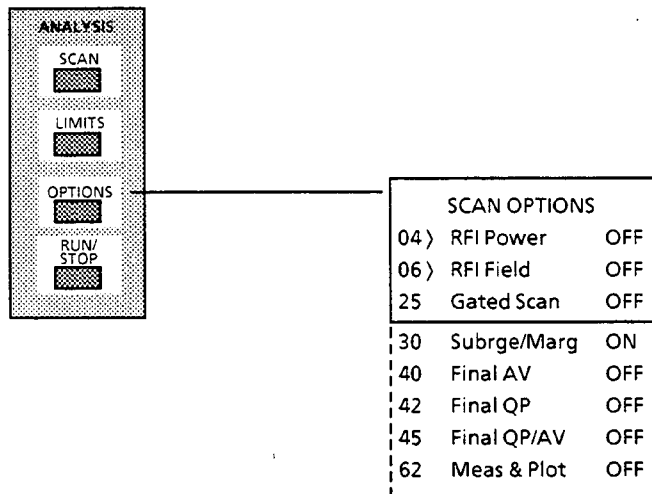 ANALYSIS
SCAN
LIMITS
OPTIONS
RUN/
STOP
SCAN OPTIONS
04 〉 RFI Power OFF
06 〉 RFI Field OFF
25 Gated Scan OFF
30 Subrge/Marg ON
40 Final AV OFF
42 Final QP OFF
45 Final QP/AV OFF
62 Meas & Plot OFF